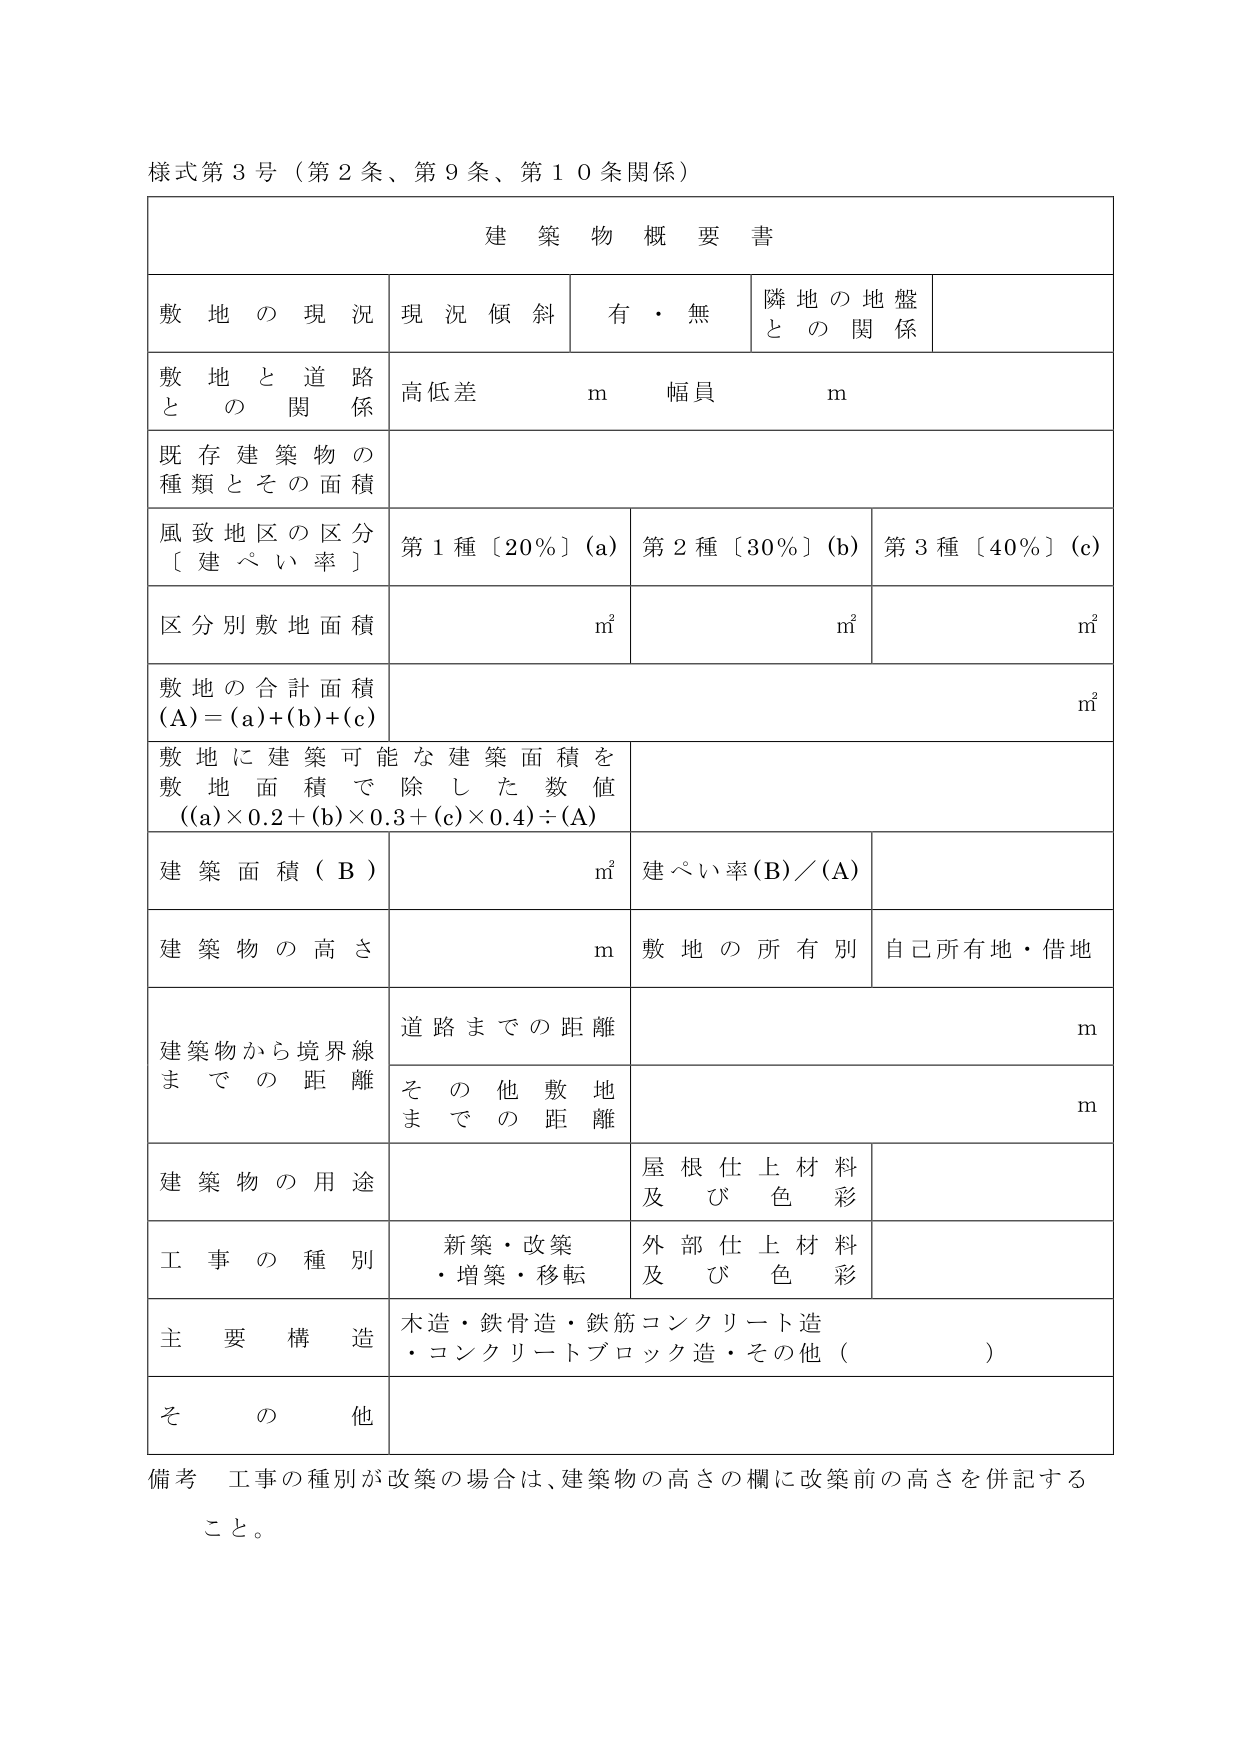 様式第３号（第２条、第９条、第１０条関係）
建築物概要書
敷地の現況
現況傾斜
有・無
隣地の地盤
との関係
敷地と道路
との関係
高低差　　　　ｍ　　幅員　　　　ｍ
既存建築物の
種類とその面積
風致地区の区分
〔建ぺい率〕
第１種〔20％〕(a)
第２種〔30％〕(b)
第３種〔40％〕(c)
区分別敷地面積
㎡
㎡
㎡
敷地の合計面積
(A)＝(a)+(b)+(c)
㎡
敷地に建築可能な建築面積を
敷地面積で除した数値
((a)×0.2＋(b)×0.3＋(c)×0.4)÷(A)
建築面積(B)
㎡
建ぺい率(B)／(A)
建築物の高さ
ｍ
敷地の所有別
自己所有地・借地
建築物から境界線
までの距離
道路までの距離
ｍ
その他敷地
までの距離
ｍ
建築物の用途
屋根仕上材料
及び色彩
工事の種別
新築・改築
・増築・移転
外部仕上材料
及び色彩
主要構造
木造・鉄骨造・鉄筋コンクリート造
・コンクリートブロック造・その他（　　　　　）
その他
備考　工事の種別が改築の場合は、建築物の高さの欄に改築前の高さを併記する
こと。